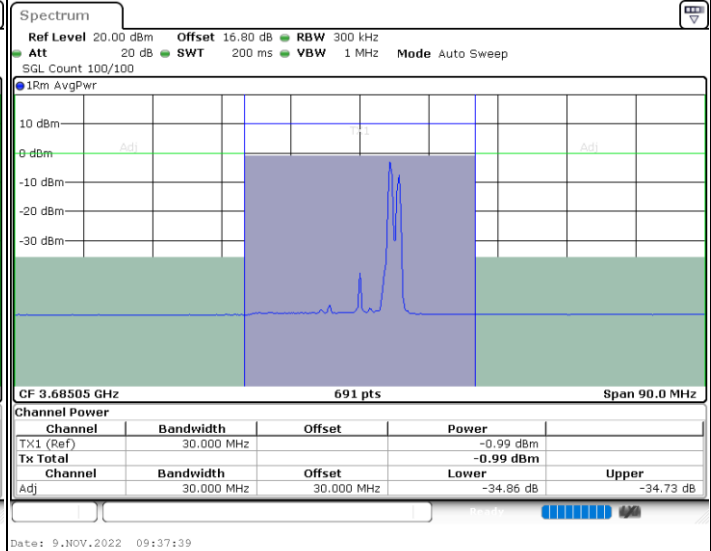 Spectrum
Ref Level 20.00 dBm Offset 16.80 dB RBW 300 kHz
Att 20 dB SWT 200 ms VBW 1 MHz Mode Auto Sweep
SGL Count 100/100
1Rm AvgPwr
10 dBm
TX1
Adj Adj
0 dBm
-10 dBm
-20 dBm
-30 dBm
CF 3.68505 GHz 691 pts Span 90.0 MHz
Channel Power
Channel Bandwidth Offset Power
TX1 (Ref) 30.000 MHz -0.99 dBm
Tx Total -0.99 dBm
Channel Bandwidth Offset Lower Upper
Adj 30.000 MHz 30.000 MHz -34.86 dB -34.73 dB
Ready
Date: 9.NOV.2022 09:37:39